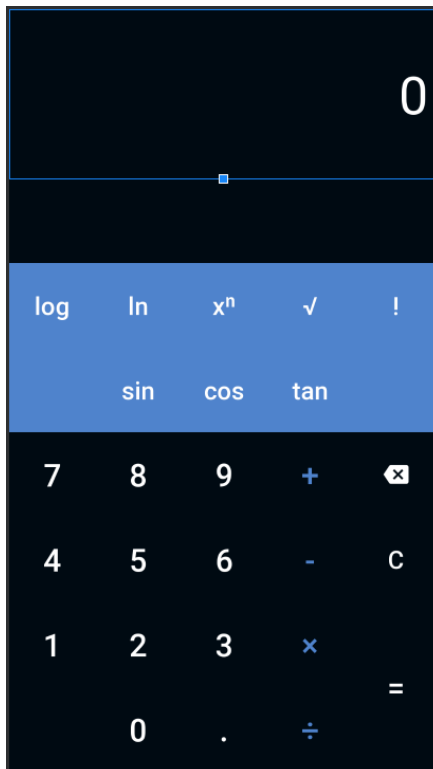 0
log ln xⁿ √ !
sin cos tan
7 8 9 +
4 5 6 - C
1 2 3 ×
=
0 . ÷